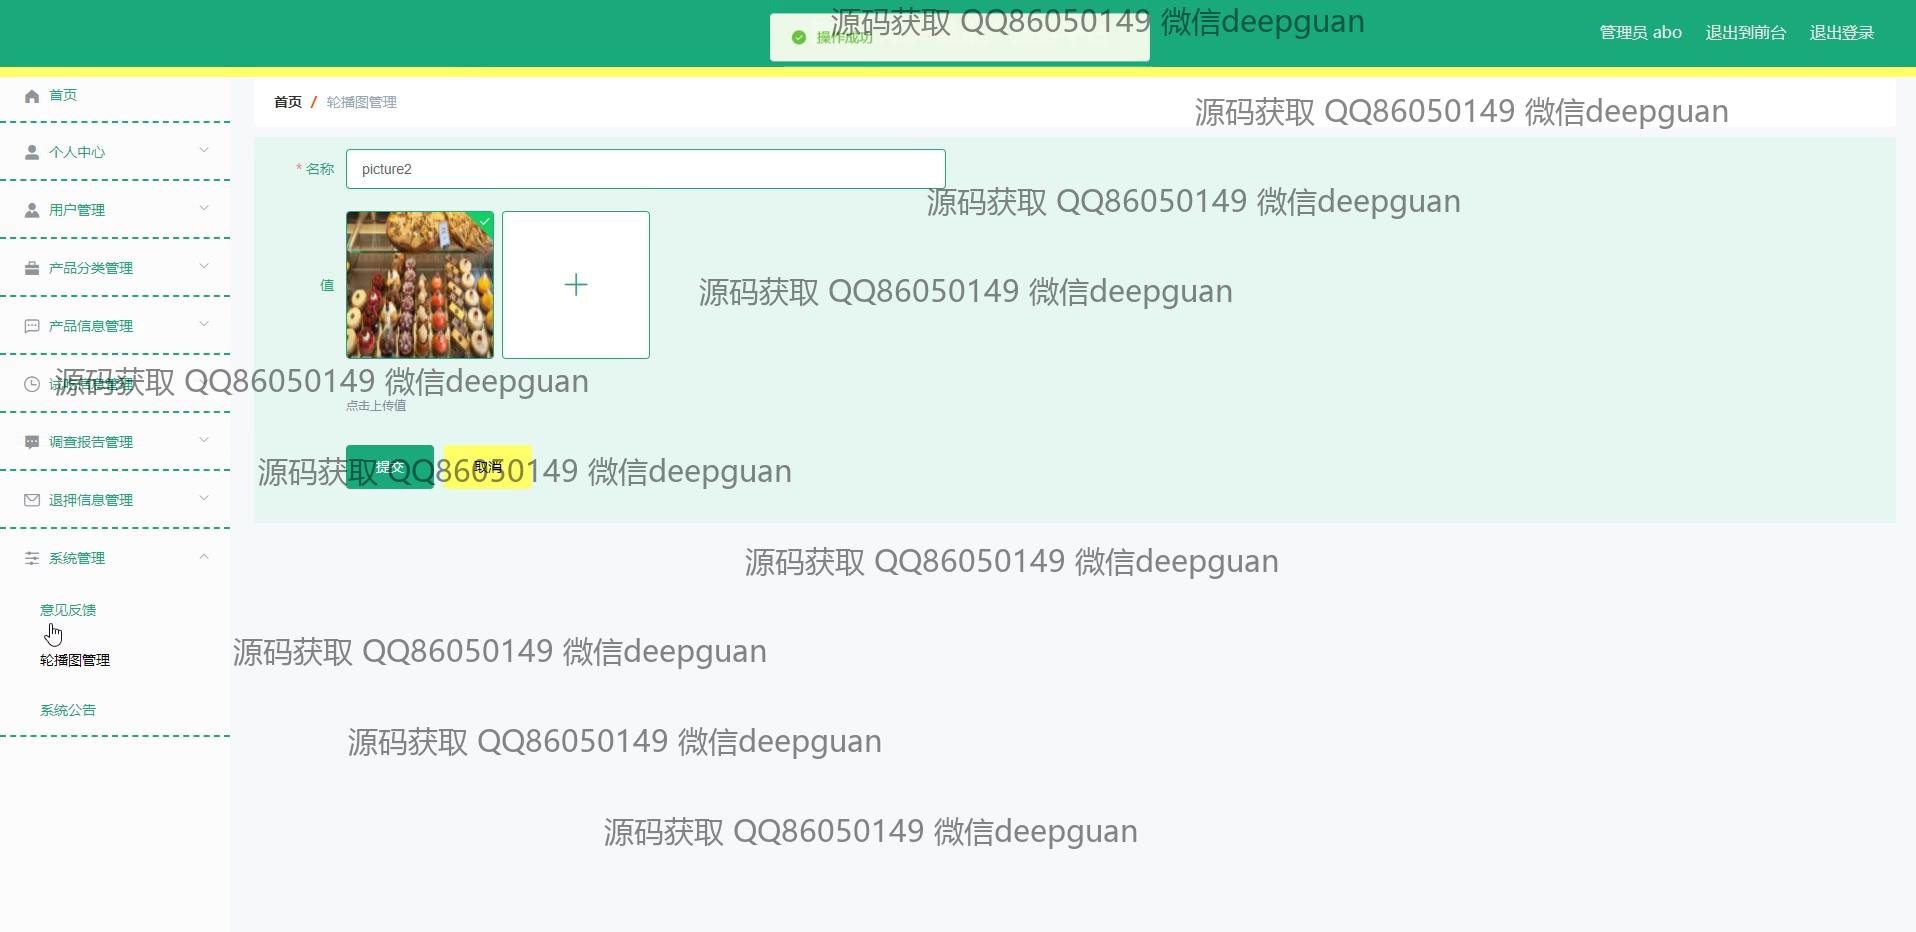 源码获取 QQ86050149 微信deepguan
操作成功
管理员 abo 退出到前台 退出登录
首页
首页 / 轮播图管理
源码获取 QQ86050149 微信deepguan
个人中心
* 名称 picture2
源码获取 QQ86050149 微信deepguan
用户管理
产品分类管理
值
源码获取 QQ86050149 微信deepguan
产品信息管理
源码获取 QQ86050149 微信deepguan
点击上传值
调查报告管理
提交 取消
源码获取 QQ86050149 微信deepguan
退押信息管理
系统管理
源码获取 QQ86050149 微信deepguan
意见反馈
源码获取 QQ86050149 微信deepguan
轮播图管理
系统公告
源码获取 QQ86050149 微信deepguan
源码获取 QQ86050149 微信deepguan